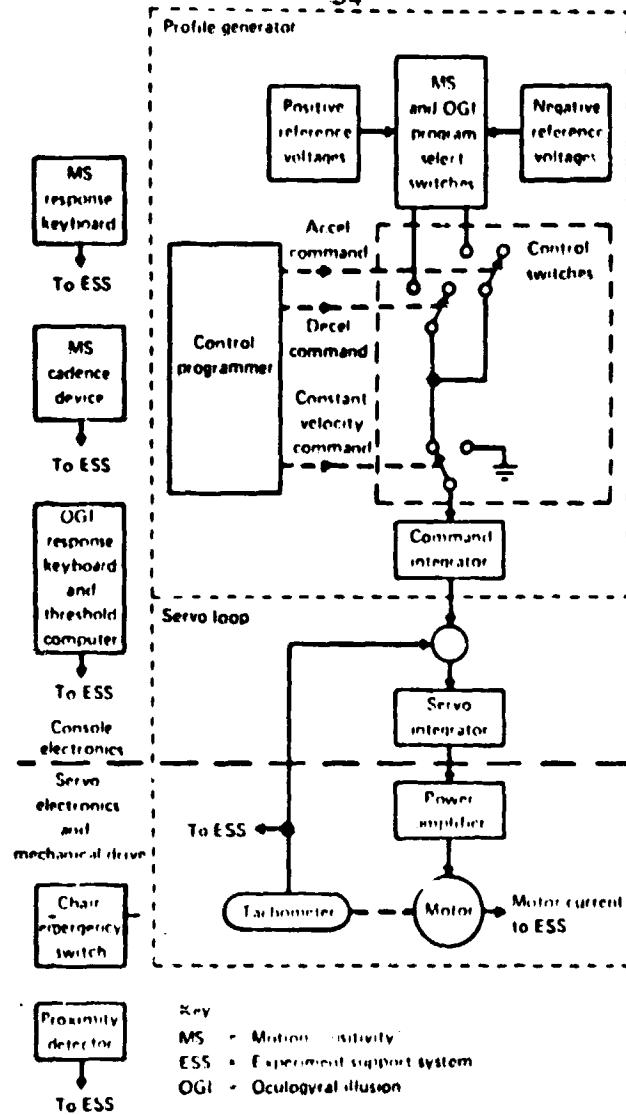 Profile generator
MS
and OGI
program
select
switches
Positive
reference
voltages
Negative
reference
voltages
MS
response
keyboard
To ESS
Accel
command
Control
switches
Control
programmer
Decel
command
MS
cadence
device
To ESS
Constant
velocity
command
OGI
response
keyboard
and
threshold
computer
To ESS
Command
integrator
Servo loop
Servo
integrator
Console
electronics
Servo
electronics
and
mechanical drive
Power
amplifier
To ESS
Chair
emergency
switch
Tachometer
Motor
Motor current
to ESS
Proximity
detector
To ESS
Key
MS = Motion sensitivity
ESS = Experiment support system
OGI = Oculogyral illusion